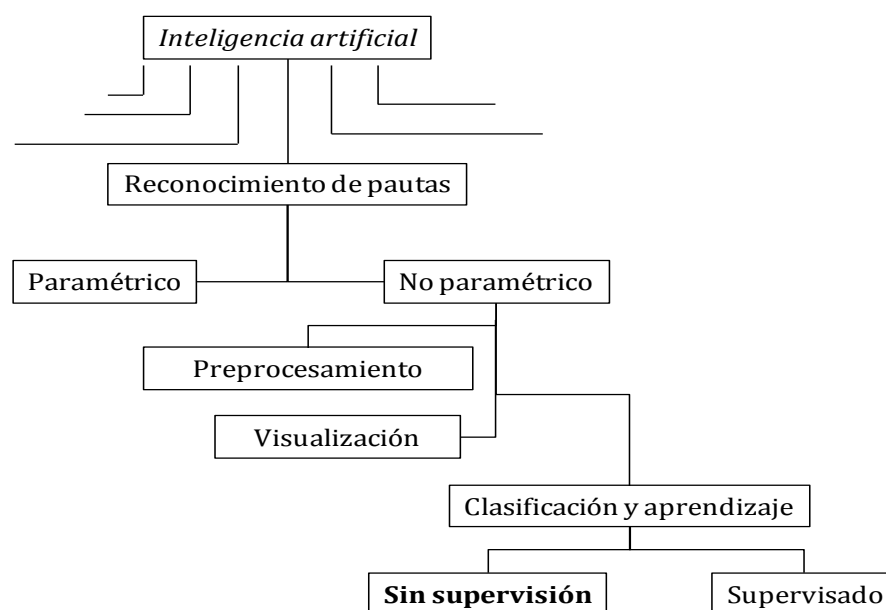 Inteligencia artificial
Reconocimiento de pautas
Paramétrico
No paramétrico
Preprocesamiento
Visualización
Clasificación y aprendizaje
Sin supervisión
Supervisado